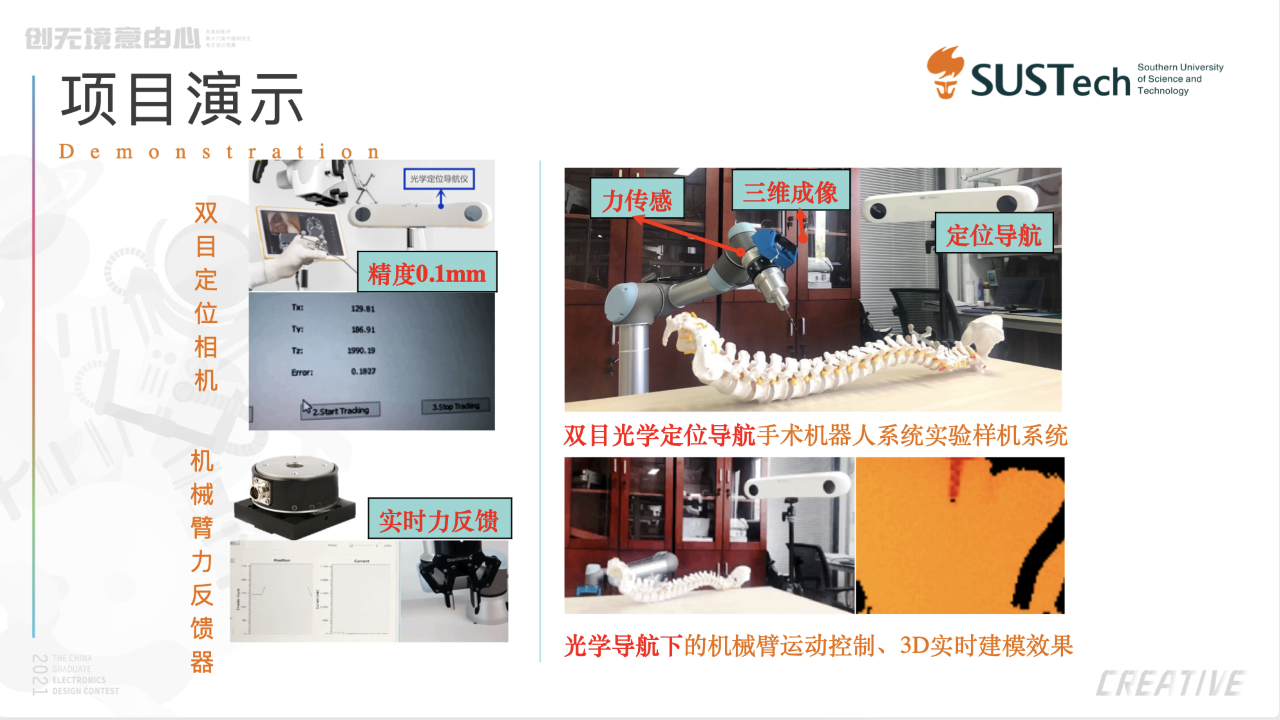 创无境意由心
SUSTech
Southern University
of Science and
Technology
项目演示
Demonstration
双目定位相机
光学定位导航仪
精度0.1mm
Tx: 129.81
Ty: 186.91
Tz: 1990.19
Error: 0.1827
2.Start Tracking
3.Stop Tracking
机械臂力反馈器
实时力反馈
Position
Current
力传感
三维成像
定位导航
双目光学定位导航手术机器人系统实验样机系统
光学导航下的机械臂运动控制、3D实时建模效果
2021
THE CHINA
GRADUATE
ELECTRONICS
DESIGN CONTEST
CREATIVE